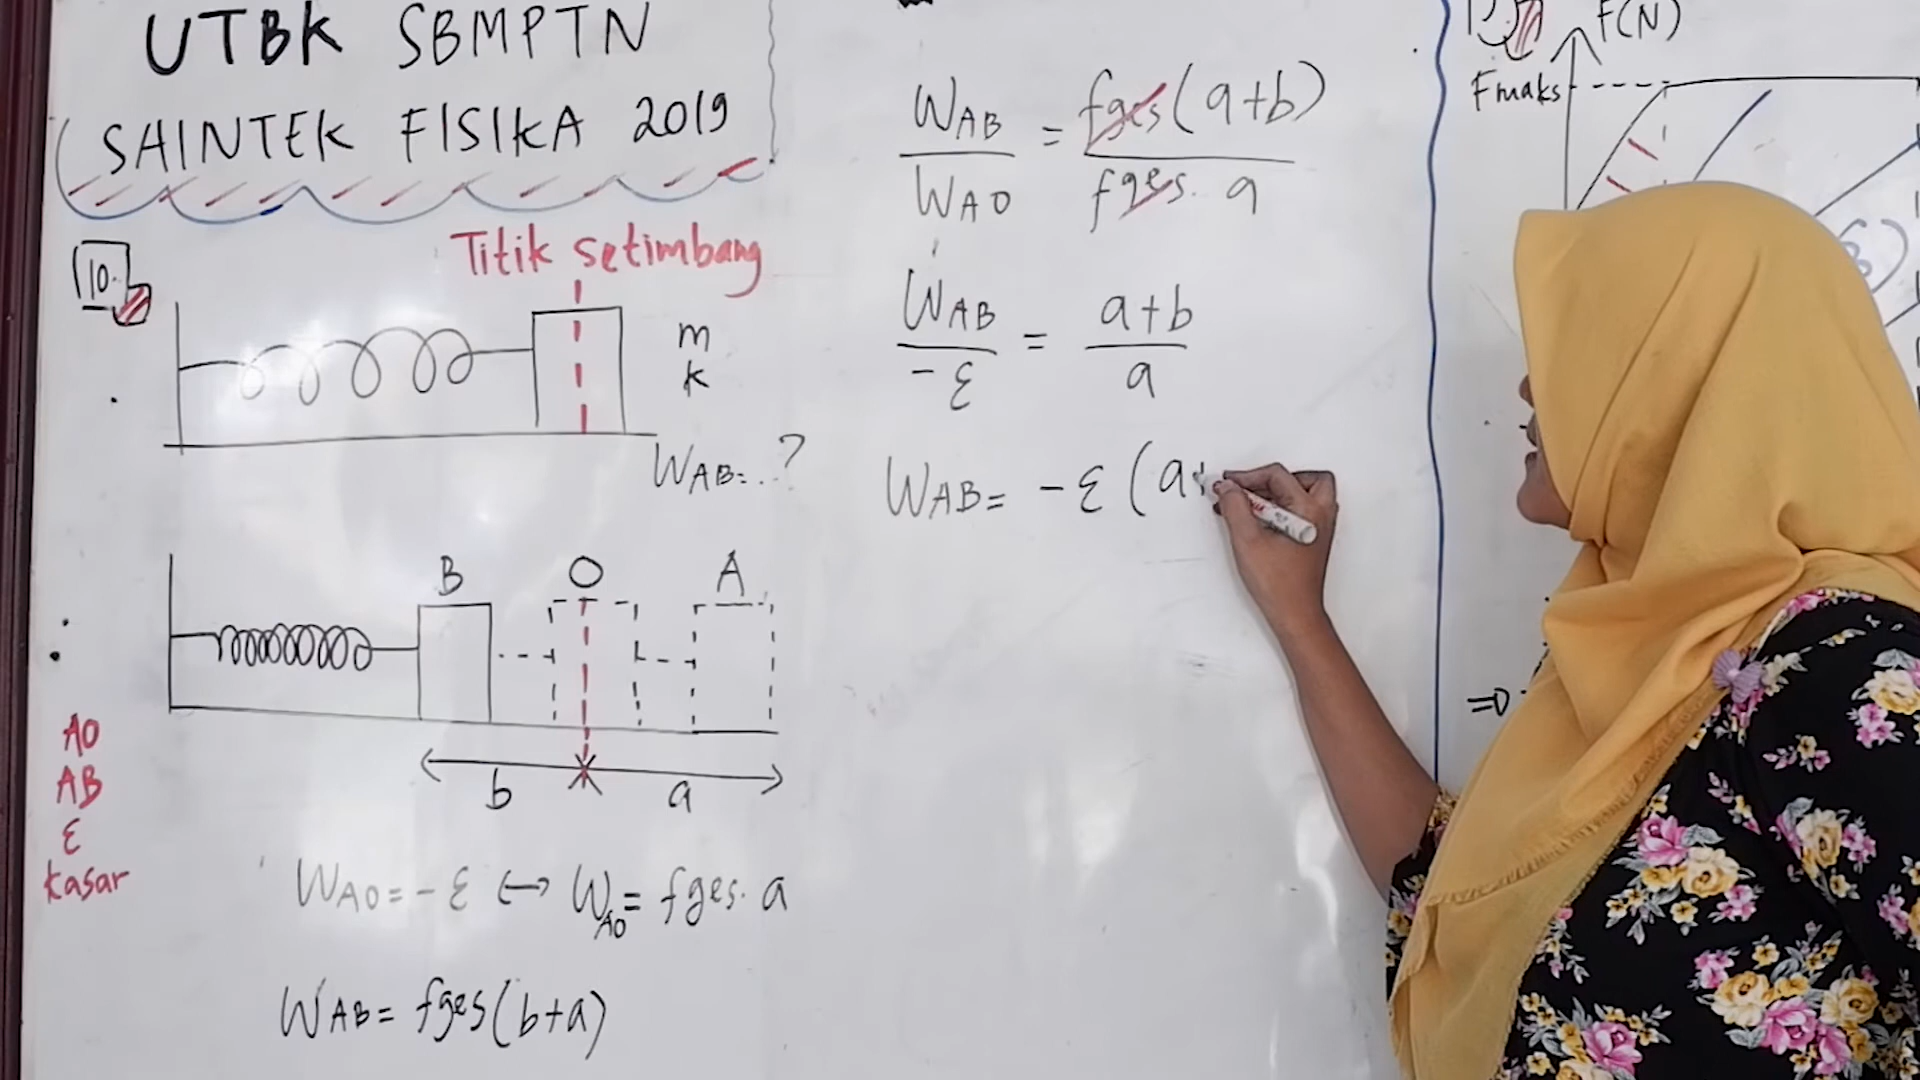 UTBK SBMPTN
SAINTEK FISIKA 2019
10.
Titik setimbang
m
k
WAB=..?
B O A
b a
AO
AB
ε
kasar
WAO = - ε ↔ WAO = fges. a
WAB = fges (b+a)
WAB / WAO = fges (a+b) / fges. a
WAB / - ε = a+b / a
WAB = - ε (a+
F(N)
Fmaks